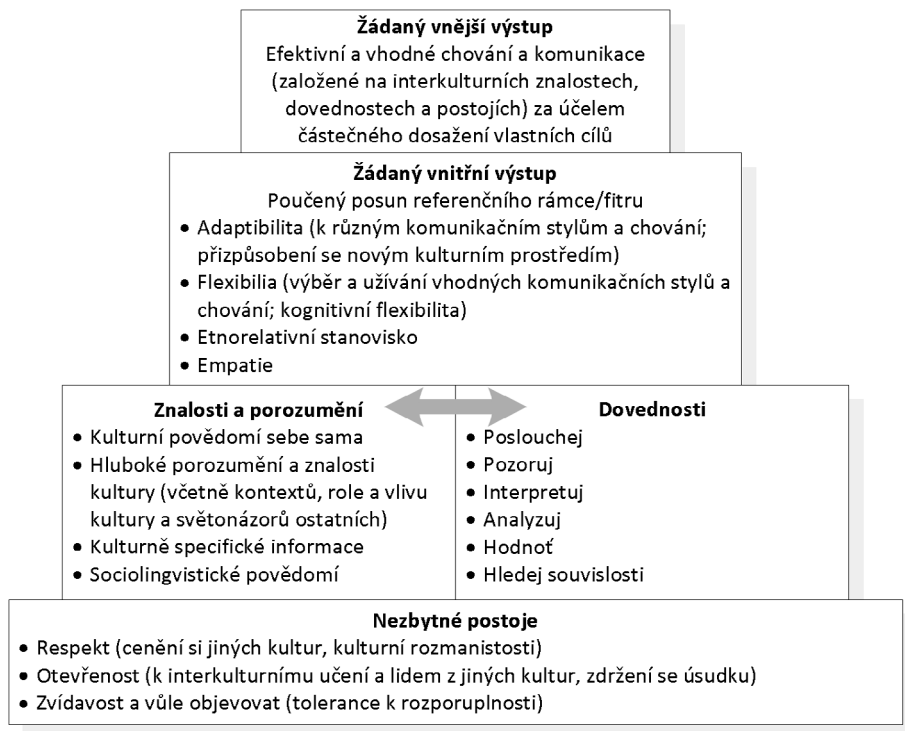 Žádaný vnější výstup
Efektivní a vhodné chování a komunikace
(založené na interkulturních znalostech,
dovednostech a postojích) za účelem
částečného dosažení vlastních cílů
Žádaný vnitřní výstup
Poučený posun referenčního rámce/fitru
• Adaptibilita (k různým komunikačním stylům a chování;
přizpůsobení se novým kulturním prostředím)
• Flexibilia (výběr a užívání vhodných komunikačních stylů a
chování; kognitivní flexibilita)
• Etnorelativní stanovisko
• Empatie
Znalosti a porozumění
• Kulturní povědomí sebe sama
• Hluboké porozumění a znalosti
kultury (včetně kontextů, role a vlivu
kultury a světonázorů ostatních)
• Kulturně specifické informace
• Sociolingvistické povědomí
Dovednosti
• Poslouchej
• Pozoruj
• Interpretuj
• Analyzuj
• Hodnoť
• Hledej souvislosti
Nezbytné postoje
• Respekt (cenění si jiných kultur, kulturní rozmanistosti)
• Otevřenost (k interkulturnímu učení a lidem z jiných kultur, zdržení se úsudku)
• Zvídavost a vůle objevovat (tolerance k rozporuplnosti)